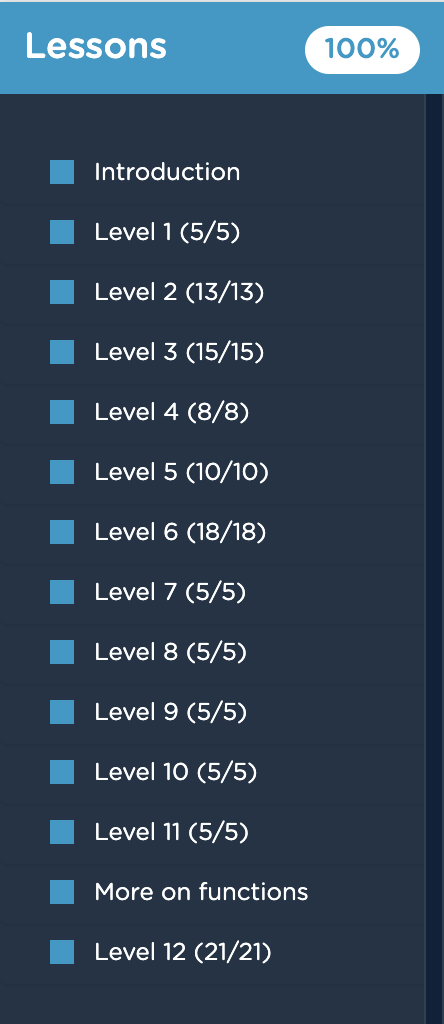 Lessons
100%
Introduction
Level 1 (5/5)
Level 2 (13/13)
Level 3 (15/15)
Level 4 (8/8)
Level 5 (10/10)
Level 6 (18/18)
Level 7 (5/5)
Level 8 (5/5)
Level 9 (5/5)
Level 10 (5/5)
Level 11 (5/5)
More on functions
Level 12 (21/21)